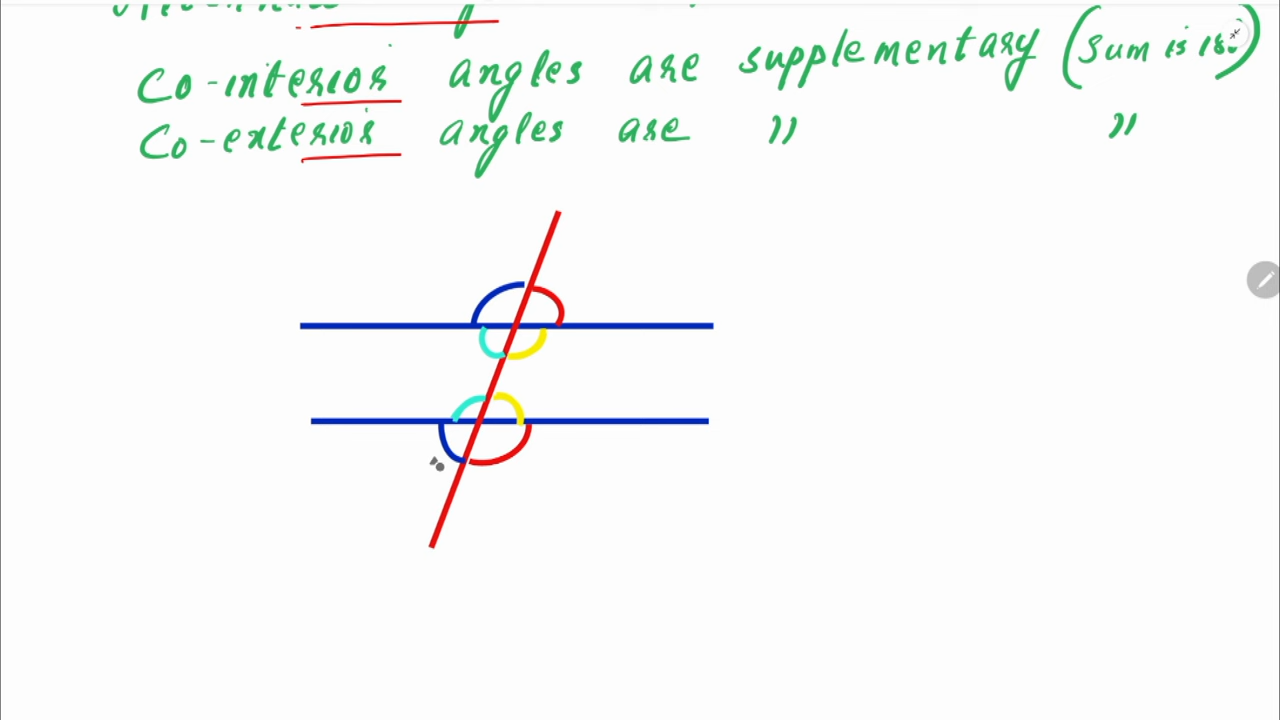 Co-interior angles are supplementary (sum is 180)
Co-exterior angles are " "